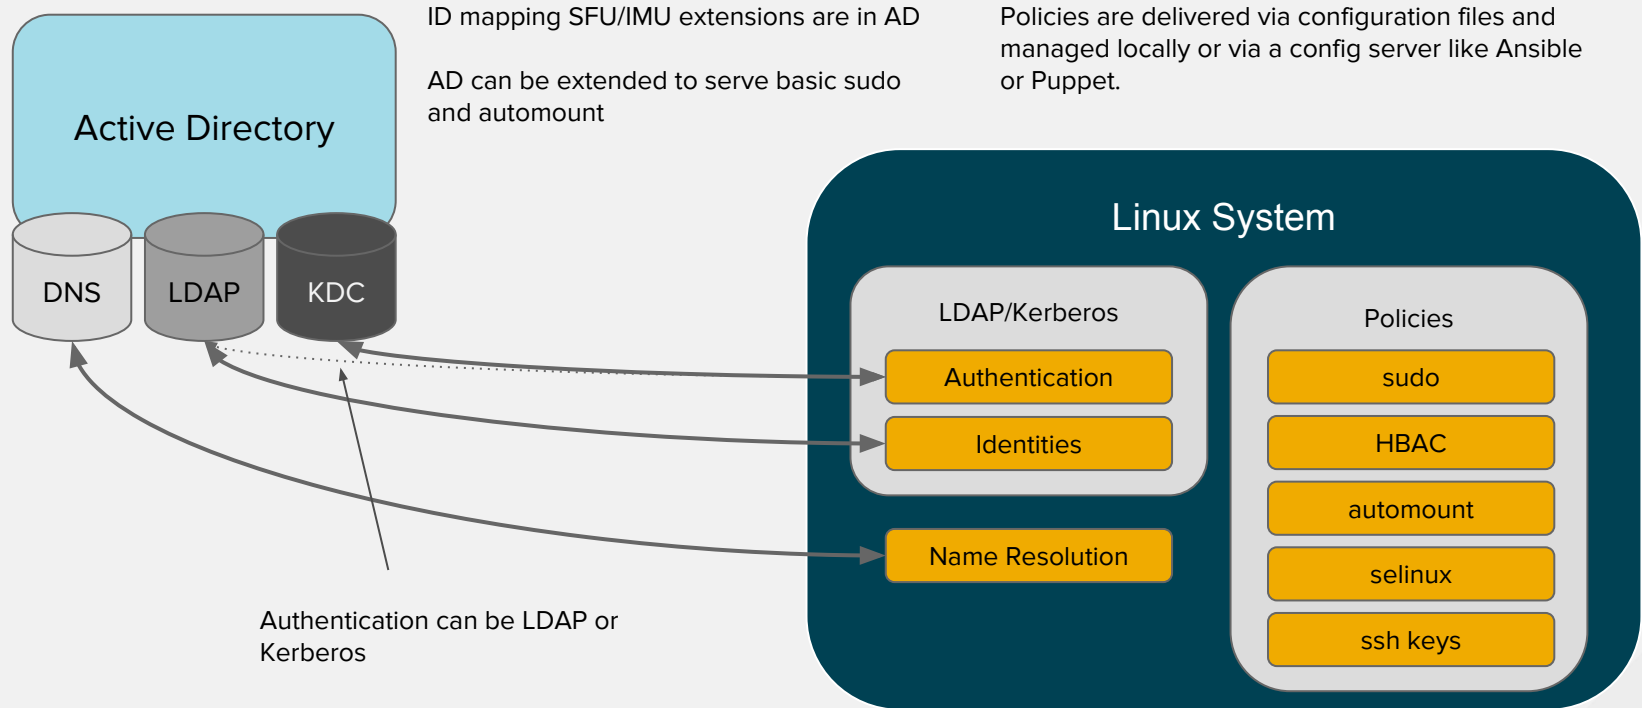 ID mapping SFU/IMU extensions are in AD
AD can be extended to serve basic sudo
and automount
Policies are delivered via configuration files and
managed locally or via a config server like Ansible
or Puppet.
Active Directory
DNS
LDAP
KDC
Linux System
LDAP/Kerberos
Authentication
Identities
Name Resolution
Policies
sudo
HBAC
automount
selinux
ssh keys
Authentication can be LDAP or
Kerberos